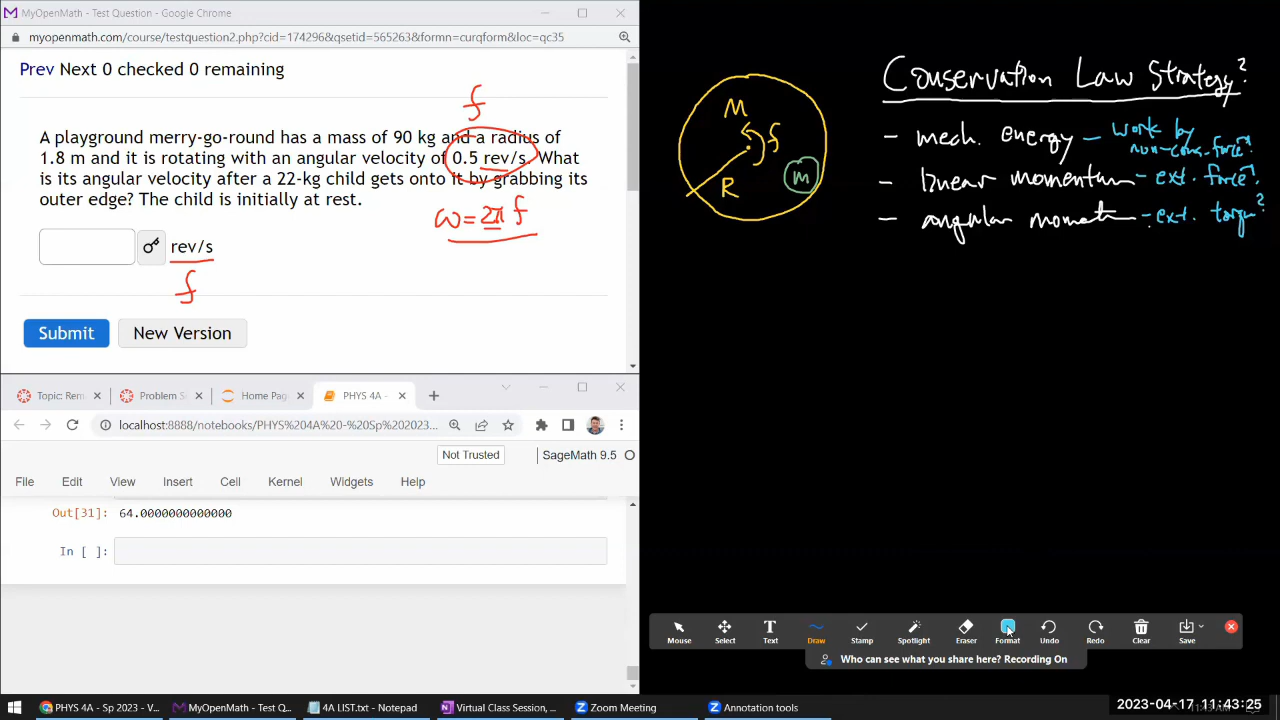 MyOpenMath - Test Question - Google Chrome
myopenmath.com/course/testquestion2.php?cid=174296&qsetid=565263&formn=curqform&loc=qc35
Prev Next 0 checked 0 remaining
f
A playground merry-go-round has a mass of 90 kg and a radius of
1.8 m and it is rotating with an angular velocity of 0.5 rev/s. What
is its angular velocity after a 22-kg child gets onto it by grabbing its
outer edge? The child is initially at rest.
ω = 2π f
rev/s
f
Submit
New Version
Topic: Rem
Problem S
Home Pag
PHYS 4A -
localhost:8888/notebooks/PHYS%204A%20-%20Sp%202023...
Not Trusted
SageMath 9.5
File Edit View Insert Cell Kernel Widgets Help
Out[31]: 64.0000000000000
In [ ]:
M
f
R
m
Conservation Law Strategy?
- mech. energy - work by non-cons. force?
- linear momentum - ext. force?
- angular moment - ext. torque?
Mouse Select Text Draw Stamp Spotlight Eraser Format Undo Redo Clear Save
Who can see what you share here? Recording On
PHYS 4A - Sp 2023 - V...
MyOpenMath - Test Q...
4A LIST.txt - Notepad
Virtual Class Session, ...
Zoom Meeting
Annotation tools
2023-04-17 11:43:25